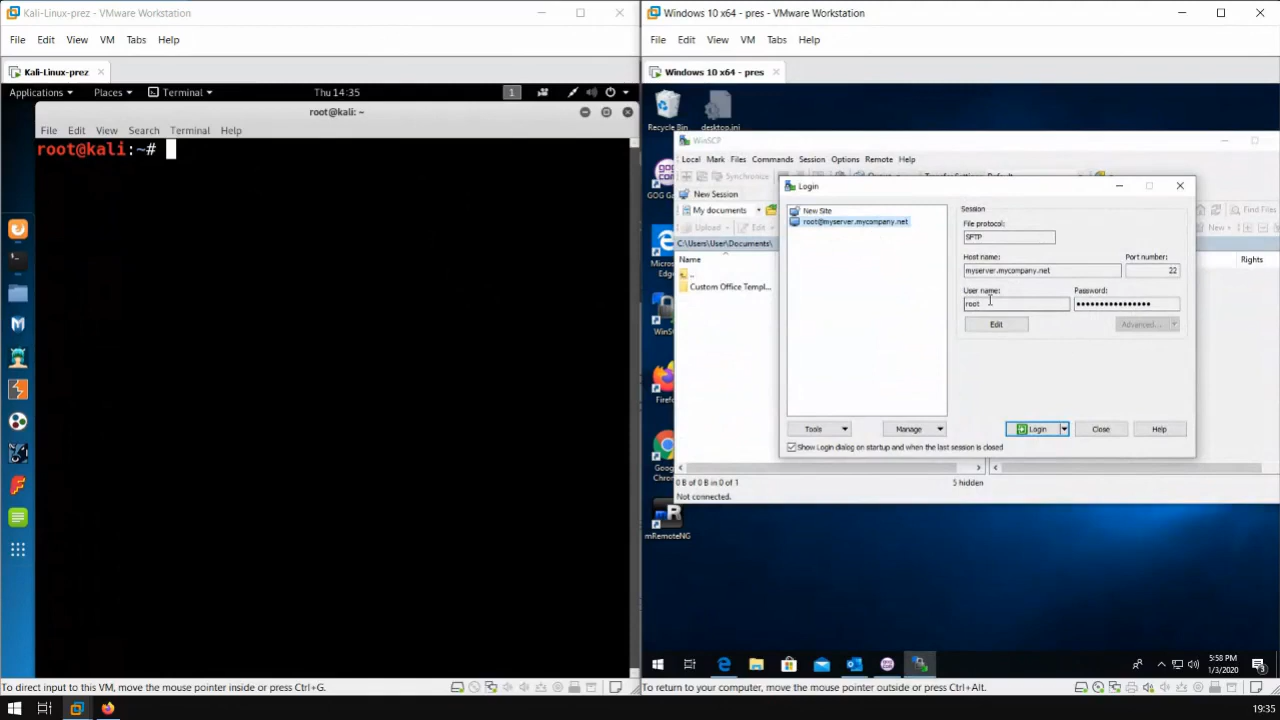 Kali-Linux-prez - VMware Workstation
File Edit View VM Tabs Help
Kali-Linux-prez
Applications Places Terminal Thu 14:35 1
root@kali: ~
File Edit View Search Terminal Help
root@kali:~#
To direct input to this VM, move the mouse pointer inside or press Ctrl+G.
Windows 10 x64 - pres - VMware Workstation
File Edit View VM Tabs Help
Windows 10 x64 - pres
Recycle Bin
desktop.ini
GOG
Edge
mR
mRemoteNG
WinSCP
Local Mark Files Commands Session Options Remote Help
Synchronize
New Session
My documents
Find Files
Upload Edit
New
C:\Users\User\Documents\
Name
Rights
..
Custom Office Templ...
0 B of 0 B in 0 of 1
5 hidden
Not connected.
Login
New Site
root@myserver.mycompany.net
Session
File protocol:
SFTP
Host name:
Port number:
myserver.mycompany.net
22
User name:
Password:
root
Edit
Advanced...
Tools
Manage
Login
Close
Help
Show Login dialog on startup and when the last session is closed
5:58 PM
1/3/2020
To return to your computer, move the mouse pointer outside or press Ctrl+Alt.
19:35